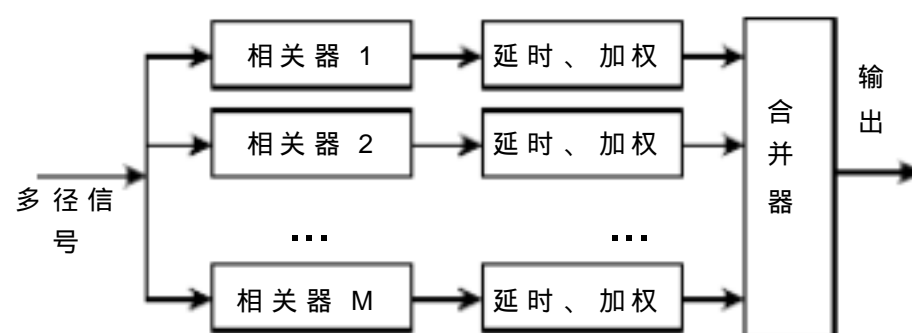 相关器 1
延时、加权
相关器 2
延时、加权
多径信
号
...
...
相关器 M
延时、加权
合
并
器
输
出